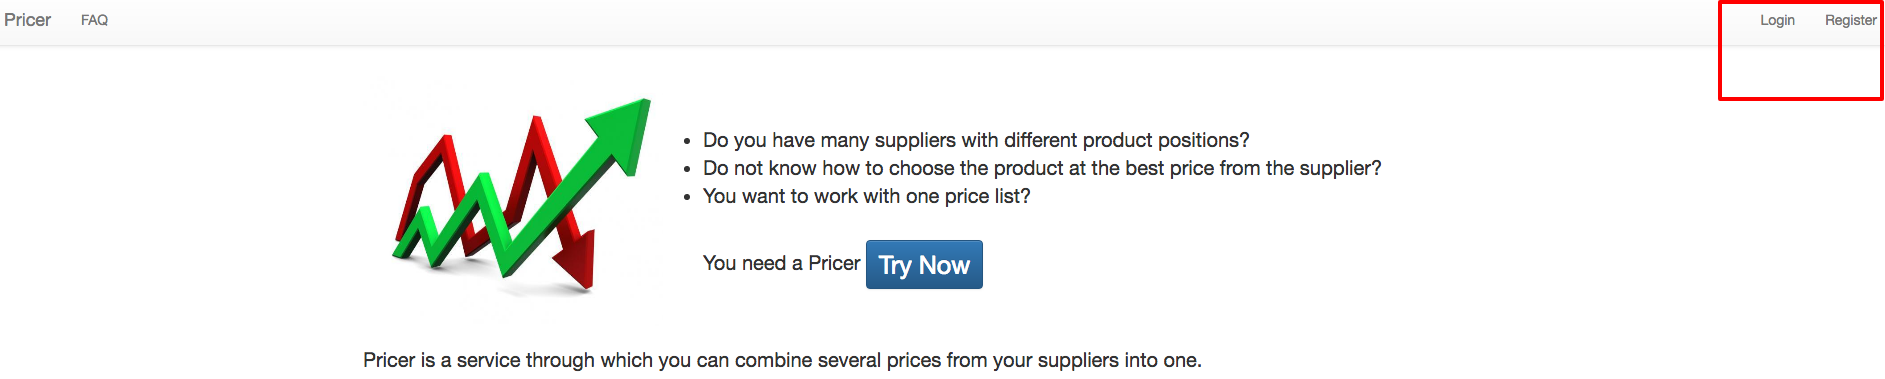 Pricer FAQ Login Register
Do you have many suppliers with different product positions?
Do not know how to choose the product at the best price from the supplier?
You want to work with one price list?
You need a Pricer Try Now
Pricer is a service through which you can combine several prices from your suppliers into one.